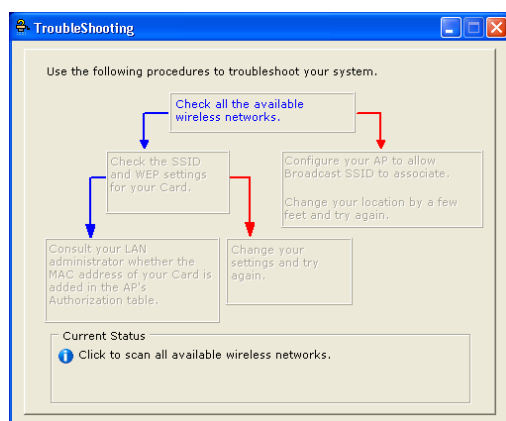 TroubleShooting
Use the following procedures to troubleshoot your system.
Check all the available
wireless networks.
Check the SSID
and WEP settings
for your Card.
Configure your AP to allow
Broadcast SSID to associate.
Change your location by a few
feet and try again.
Consult your LAN
administrator whether the
MAC address of your Card is
added in the AP's
Authorization table.
Change your
settings and try
again.
Current Status
Click to scan all available wireless networks.